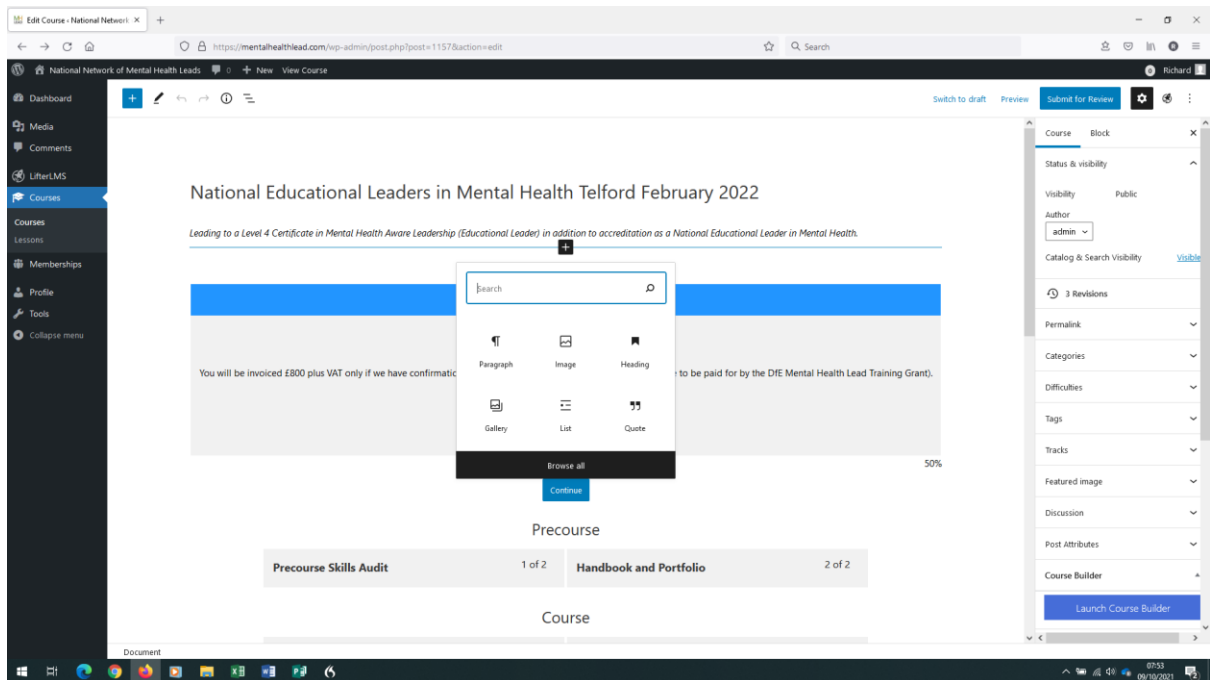 Edit Course ‹ National Network
https://mentalhealthlead.com/wp-admin/post.php?post=1157&action=edit
Search
National Network of Mental Health Leads 0 + New View Course Richard
Dashboard
Media
Comments
LifterLMS
Courses
Courses
Lessons
Memberships
Profile
Tools
Collapse menu
Switch to draft Preview Submit for Review
National Educational Leaders in Mental Health Telford February 2022
Leading to a Level 4 Certificate in Mental Health Aware Leadership (Educational Leader) in addition to accreditation as a National Educational Leader in Mental Health.
Search
Paragraph Image Heading
Gallery List Quote
Browse all
You will be invoiced £800 plus VAT only if we have to be paid for by the DfE Mental Health Lead Training Grant).
50%
Continue
Precourse
Precourse Skills Audit 1 of 2 Handbook and Portfolio 2 of 2
Course
Document
Course Block
Status & visibility
Visibility Public
Author
admin
Catalog & Search Visibility Visible
3 Revisions
Permalink
Categories
Difficulties
Tags
Tracks
Featured image
Discussion
Post Attributes
Course Builder
Launch Course Builder
07:53
09/10/2021